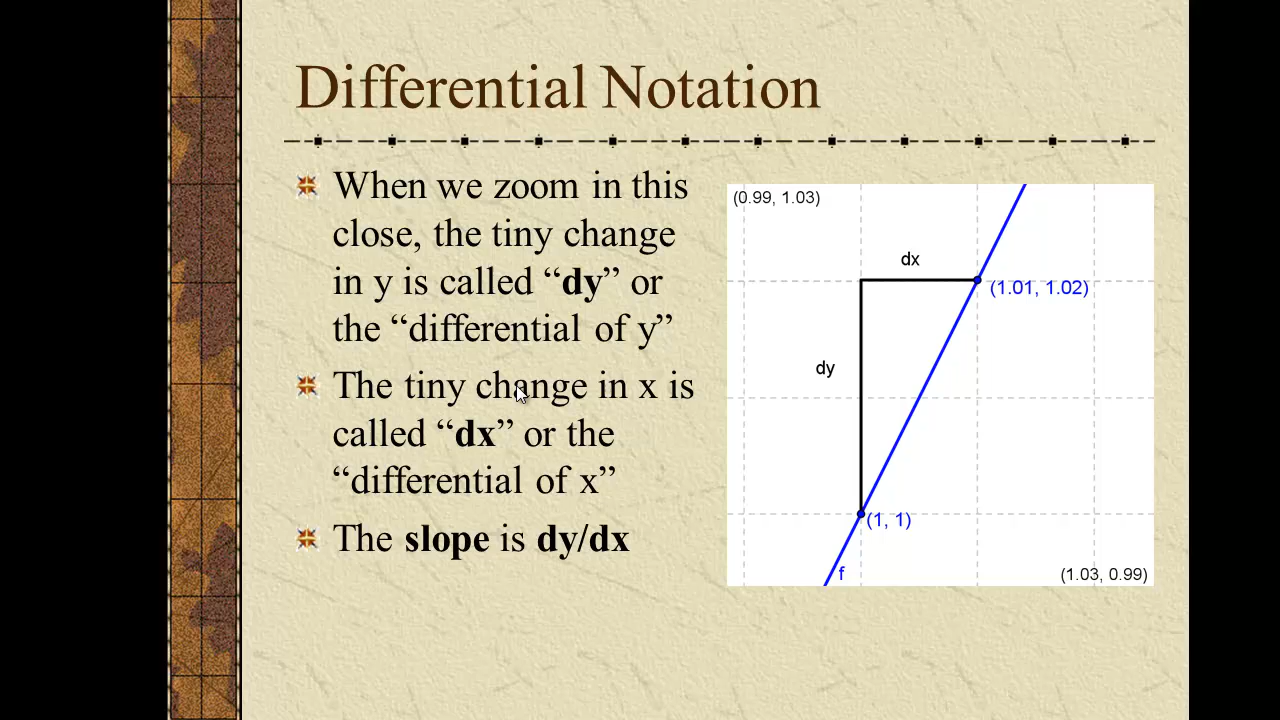 Differential Notation
When we zoom in this
close, the tiny change
in y is called “dy” or
the “differential of y”
The tiny change in x is
called “dx” or the
“differential of x”
The slope is dy/dx
(0.99, 1.03)
dx
(1.01, 1.02)
dy
(1, 1)
f
(1.03, 0.99)